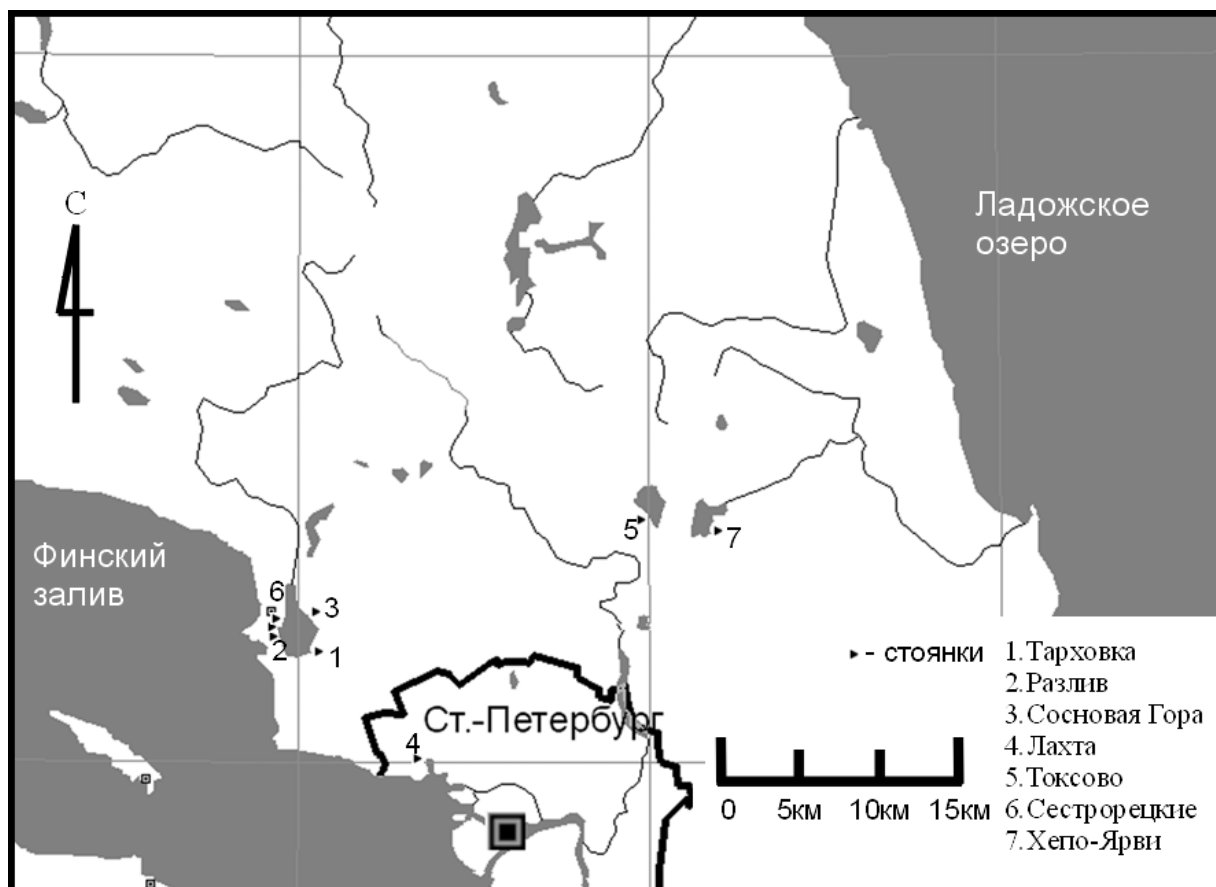 С
Ладожское
озеро
5
7
Финский
залив
6
3
2
1
- стоянки
1.Тарховка
2.Разлив
3.Сосновая Гора
4.Лахта
5.Токсово
6.Сестрорецкие
7.Хепо-Ярви
Ст.-Петербург
4
0 5км 10км 15км